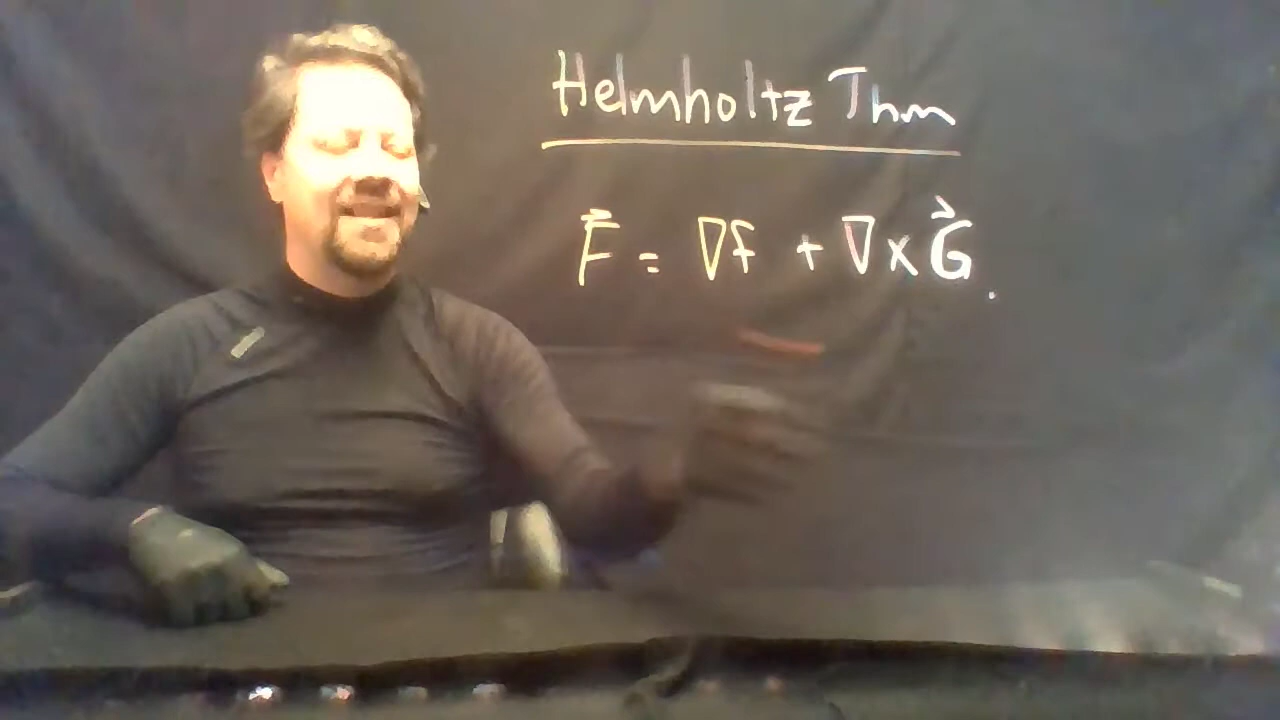 Helmholtz Thm
F⃗ = ∇f + ∇×G⃗.